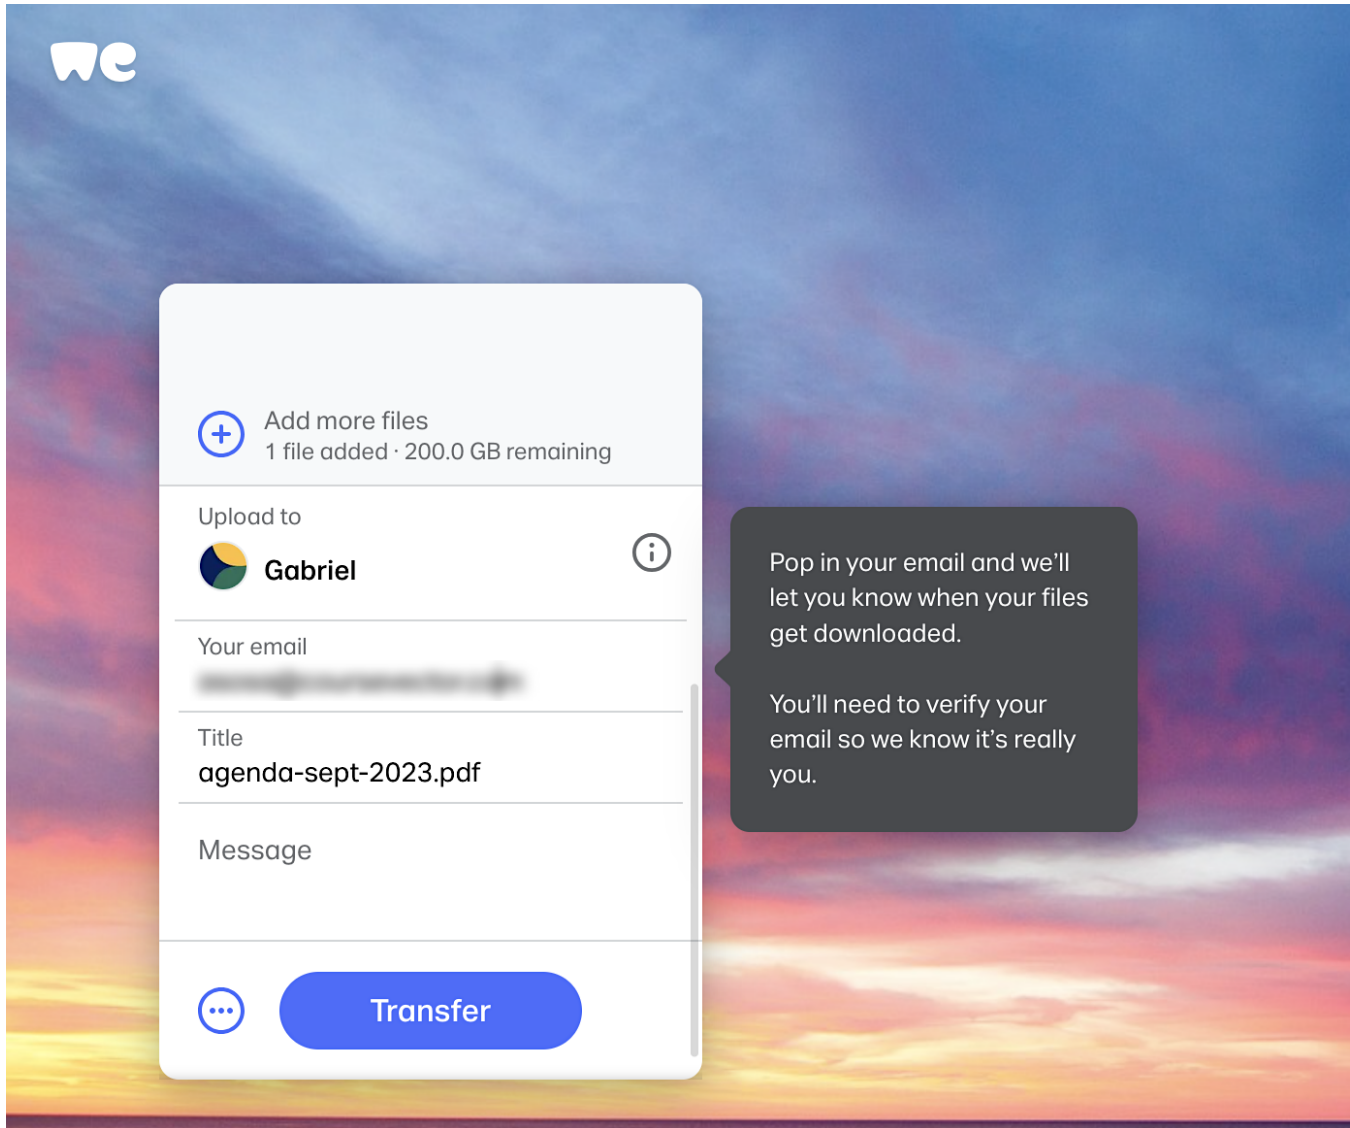 we
Add more files
1 file added · 200.0 GB remaining
Upload to
Gabriel
Your email
Title
agenda-sept-2023.pdf
Message
Transfer
Pop in your email and we’ll
let you know when your files
get downloaded.
You’ll need to verify your
email so we know it’s really
you.